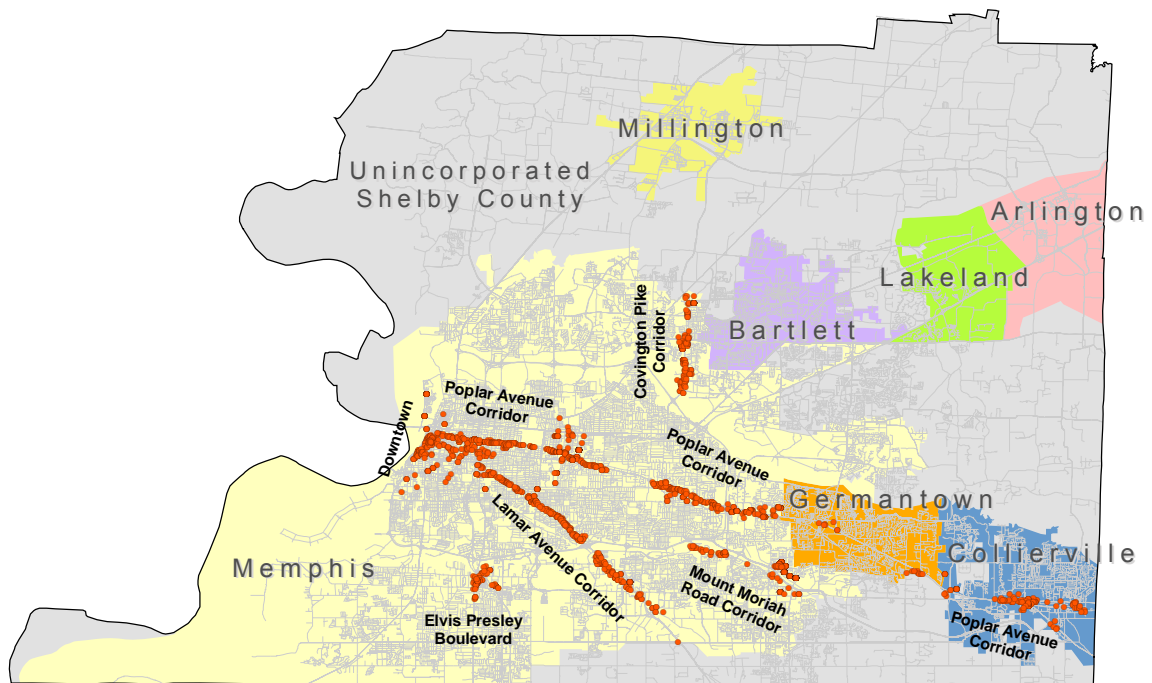 Millington
Unincorporated
Shelby County
Arlington
Lakeland
Bartlett
Covington Pike
Corridor
Poplar Avenue
Corridor
Downtown
Poplar Avenue
Corridor
Germantown
Collierville
Lamar Avenue Corridor
Memphis
Mount Moriah
Road Corridor
Elvis Presley
Boulevard
Poplar Avenue
Corridor